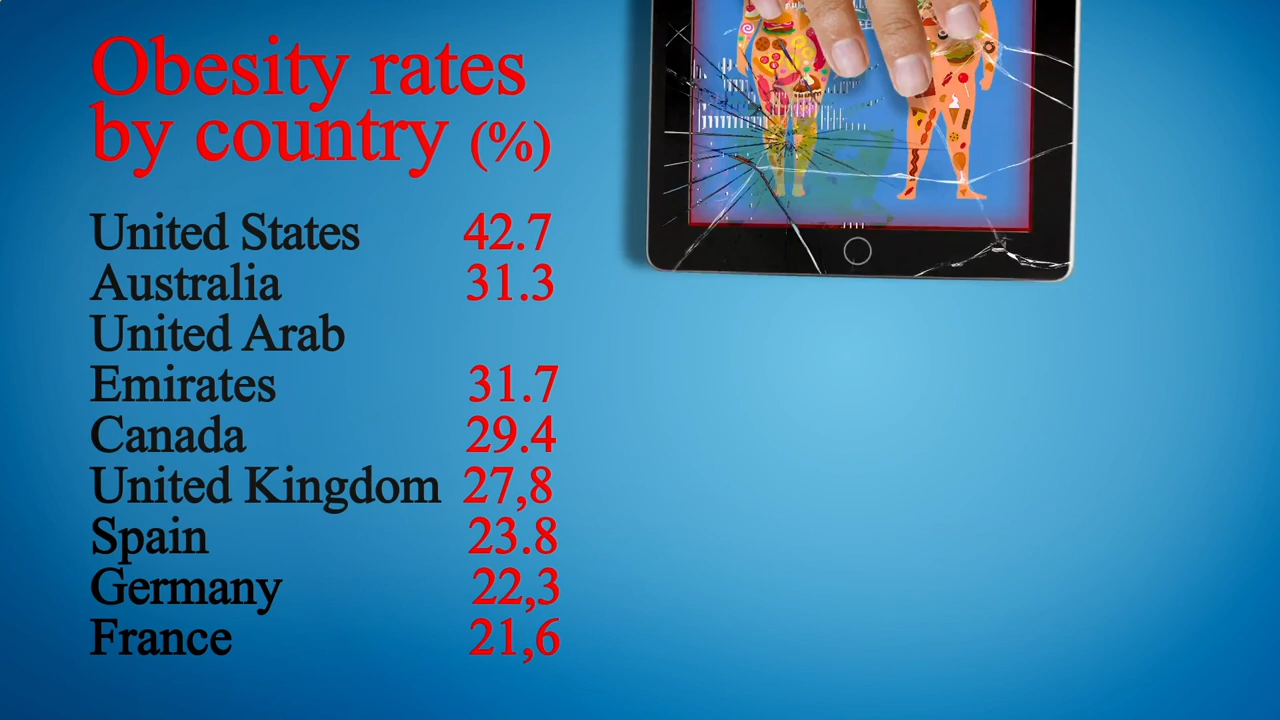 Obesity rates
by country (%)
United States 42.7
Australia 31.3
United Arab
Emirates 31.7
Canada 29.4
United Kingdom 27,8
Spain 23.8
Germany 22,3
France 21,6